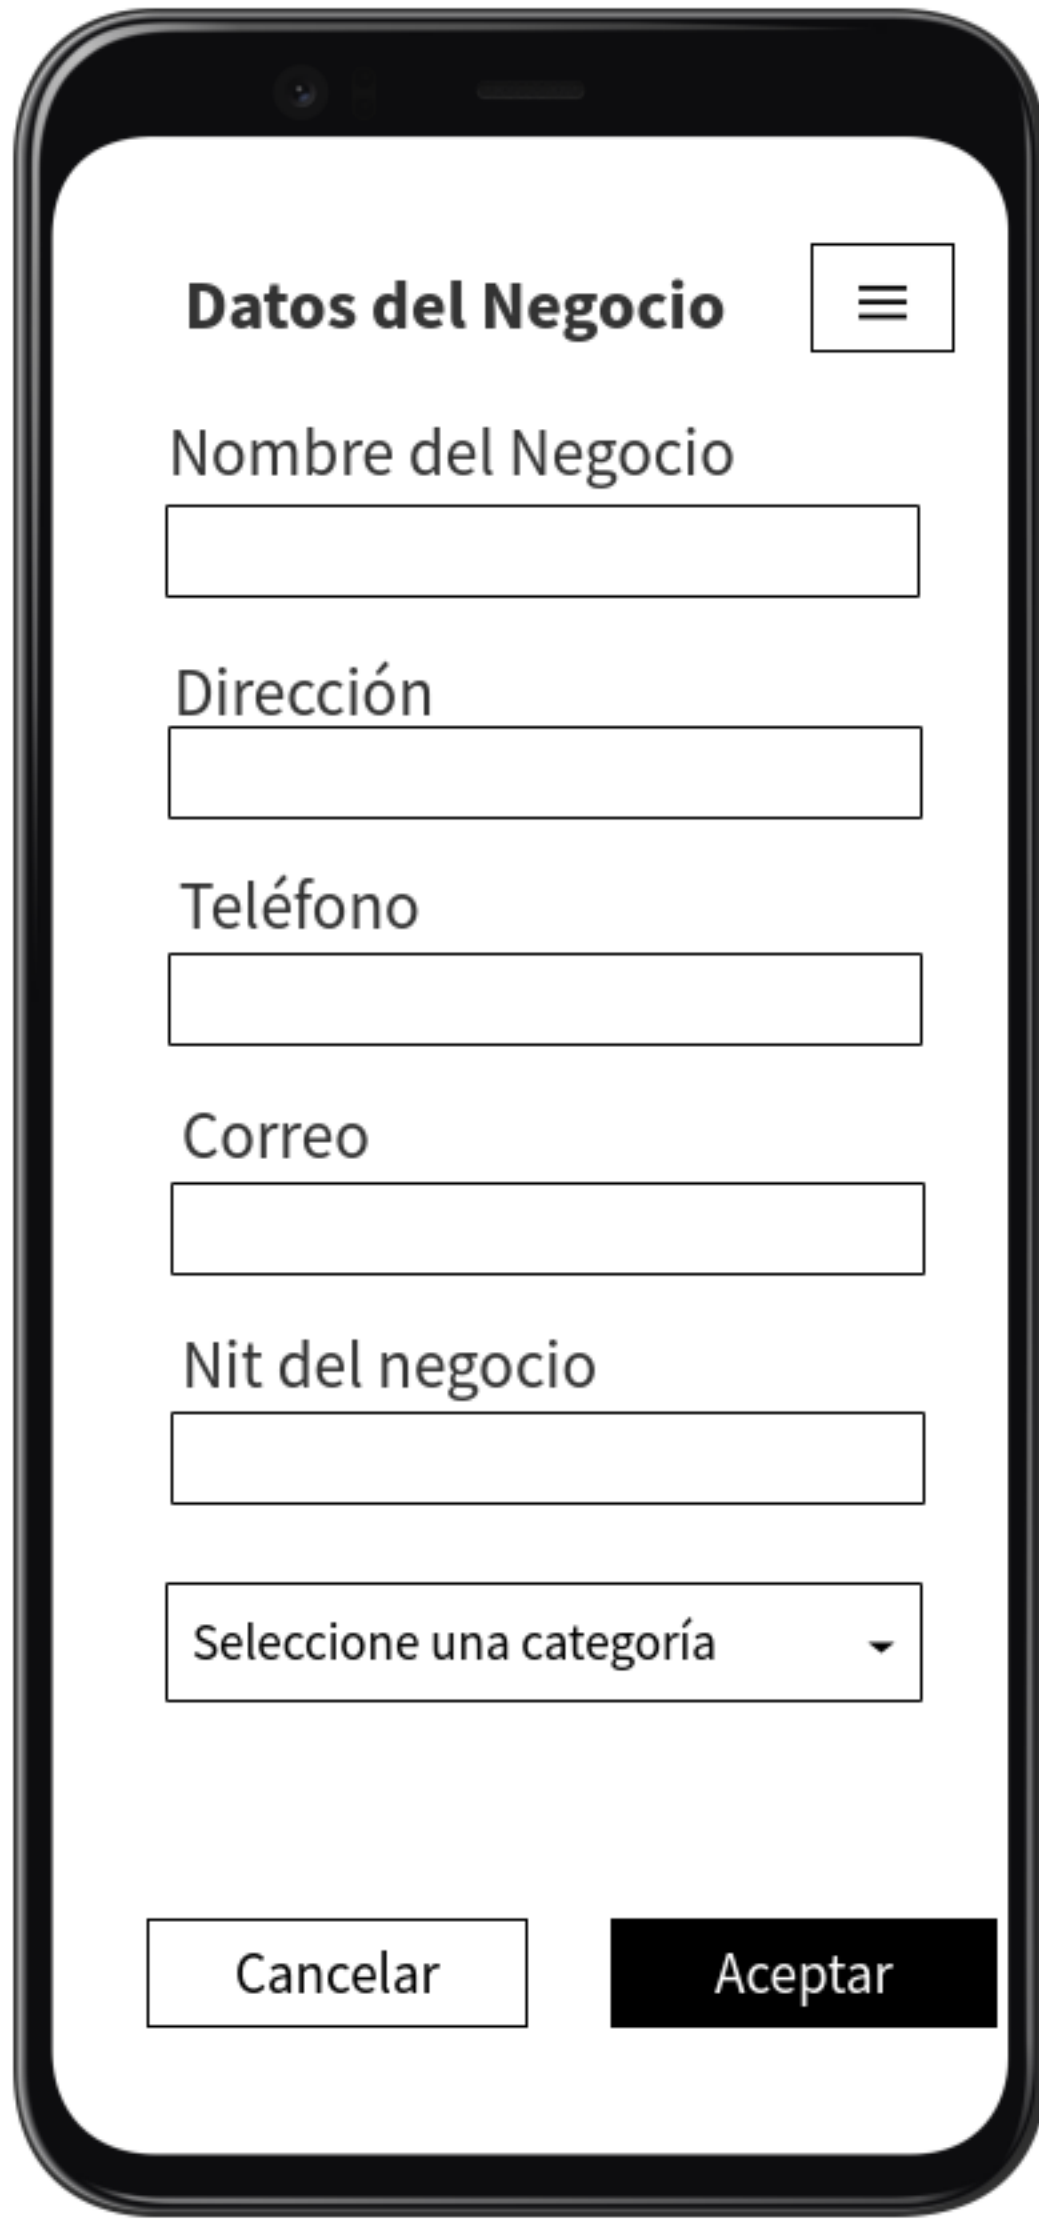 Datos del Negocio
Nombre del Negocio
Dirección
Teléfono
Correo
Nit del negocio
Seleccione una categoría
Cancelar
Aceptar